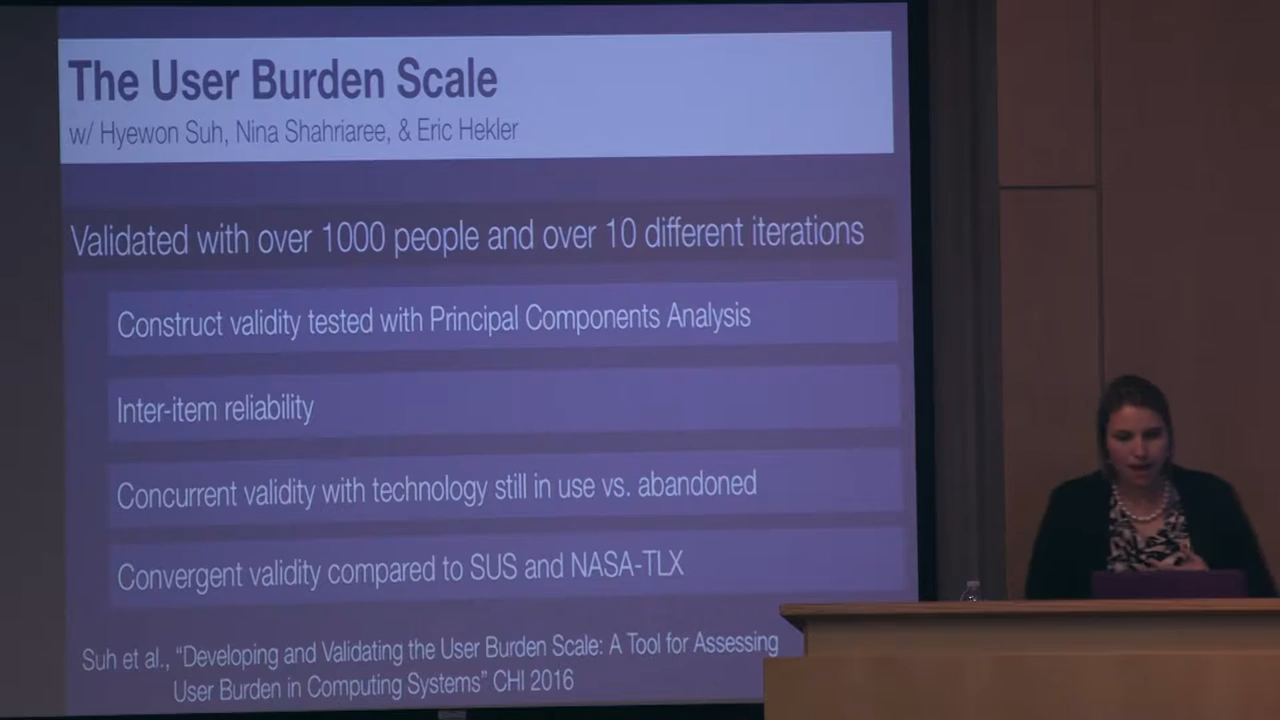 The User Burden Scale
w/ Hyewon Suh, Nina Shahriaree, & Eric Hekler
Validated with over 1000 people and over 10 different iterations
Construct validity tested with Principal Components Analysis
Inter-item reliability
Concurrent validity with technology still in use vs. abandoned
Convergent validity compared to SUS and NASA-TLX
Suh et al., “Developing and Validating the User Burden Scale: A Tool for Assessing
User Burden in Computing Systems” CHI 2016